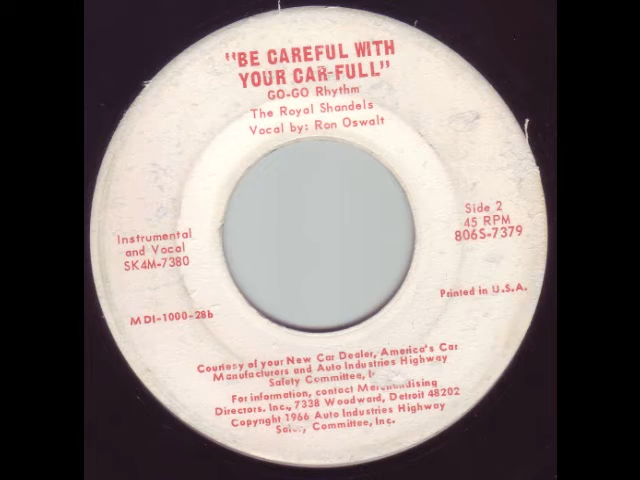 "BE CAREFUL WITH
YOUR CAR-FULL"
GO-GO Rhythm
The Royal Shandels
Vocal by: Ron Oswalt
Side 2
45 RPM
806S-7379
Instrumental
and Vocal
SK4M-7380
Printed in U.S.A.
MDI-1000-28b
Courtesy of your New Car Dealer, America's Car
Manufacturers and Auto Industries Highway
Safety Committee,
For information, contact Merchandising
Directors. Inc., 7338 Woodward, Detroit 48202
Copyright 1966 Auto Industries Highway
Committee, Inc.